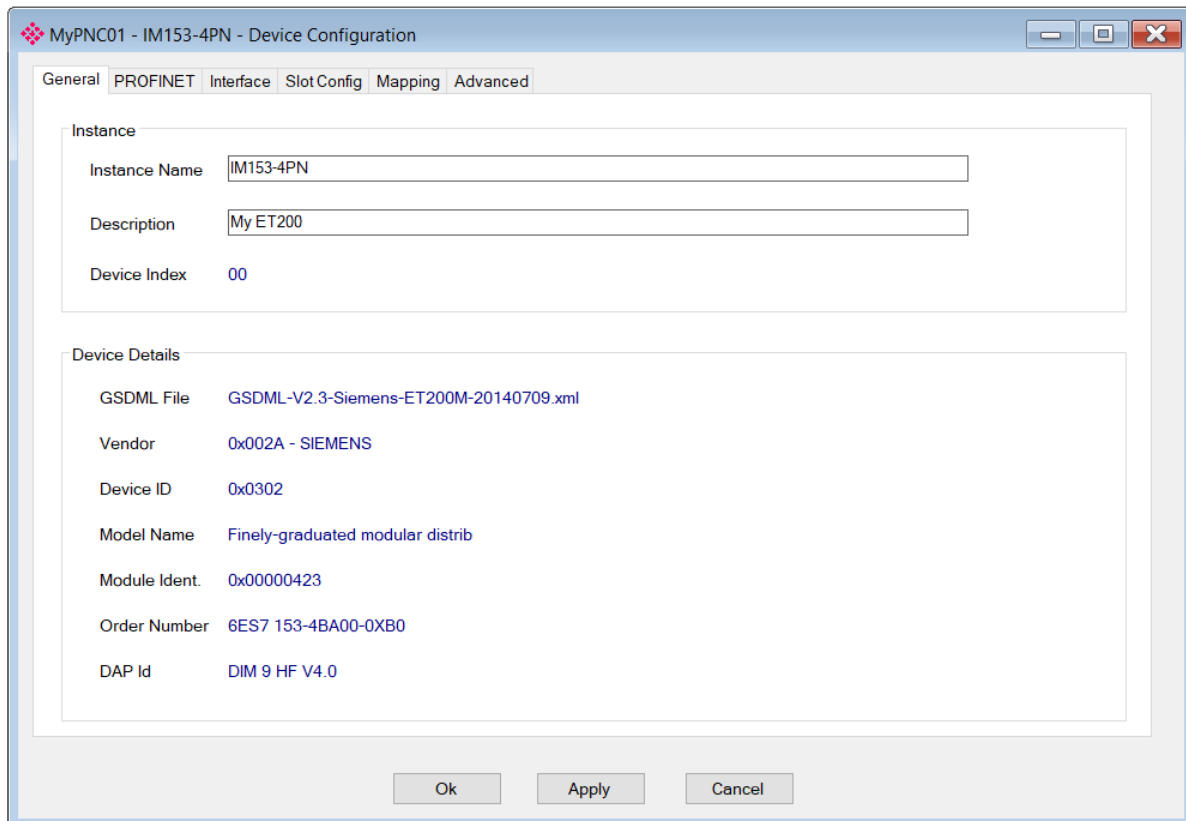 MyPNC01 - IM153-4PN - Device Configuration
General PROFINET Interface Slot Config Mapping Advanced
Instance
Instance Name IM153-4PN
Description My ET200
Device Index 00
Device Details
GSDML File GSDML-V2.3-Siemens-ET200M-20140709.xml
Vendor 0x002A - SIEMENS
Device ID 0x0302
Model Name Finely-graduated modular distrib
Module Ident. 0x00000423
Order Number 6ES7 153-4BA00-0XB0
DAP Id DIM 9 HF V4.0
Ok Apply Cancel